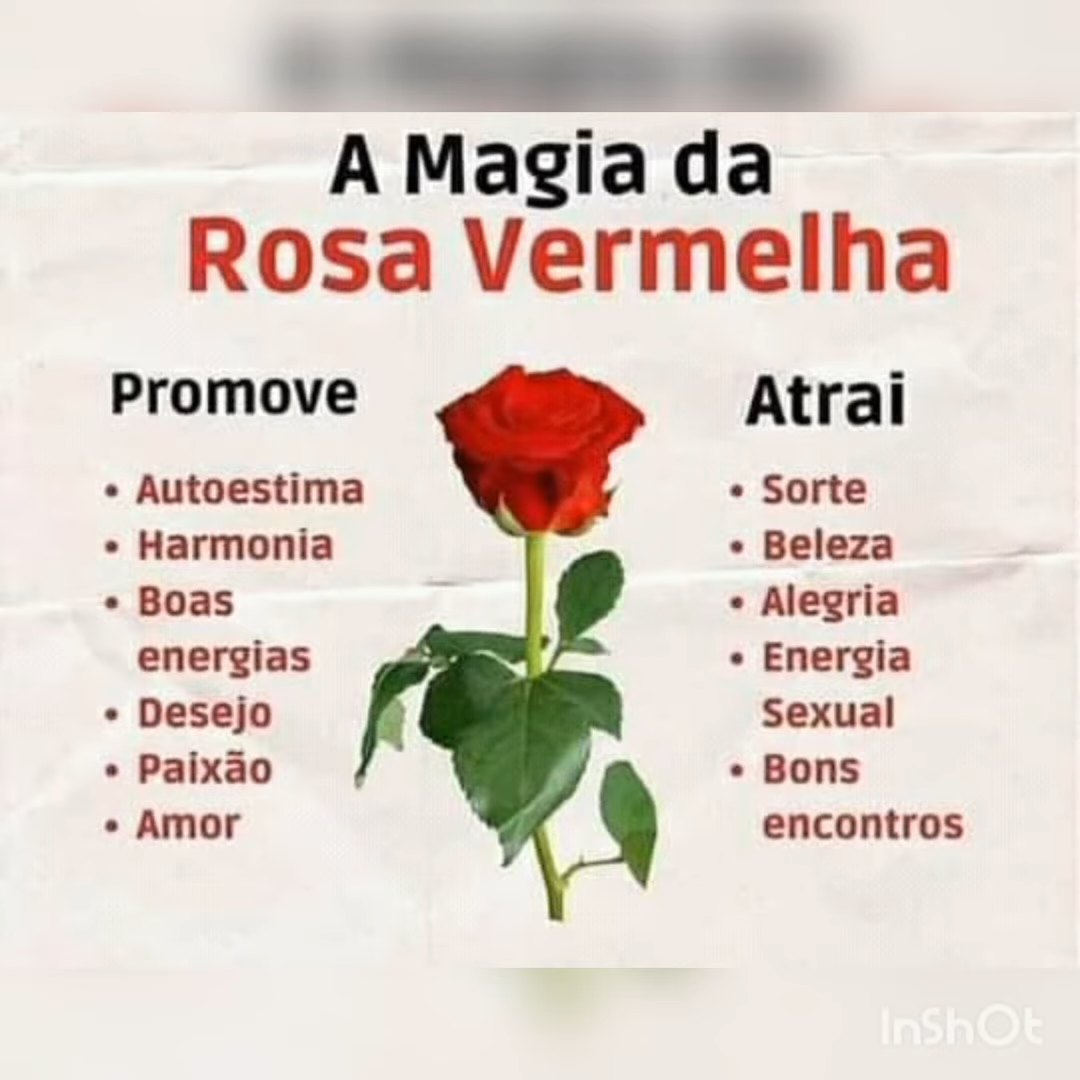 A Magia da
Rosa Vermelha
Promove
• Autoestima
• Harmonia
• Boas
energias
• Desejo
• Paixão
• Amor
Atrai
• Sorte
• Beleza
• Alegria
• Energia
Sexual
• Bons
encontros
InShOt